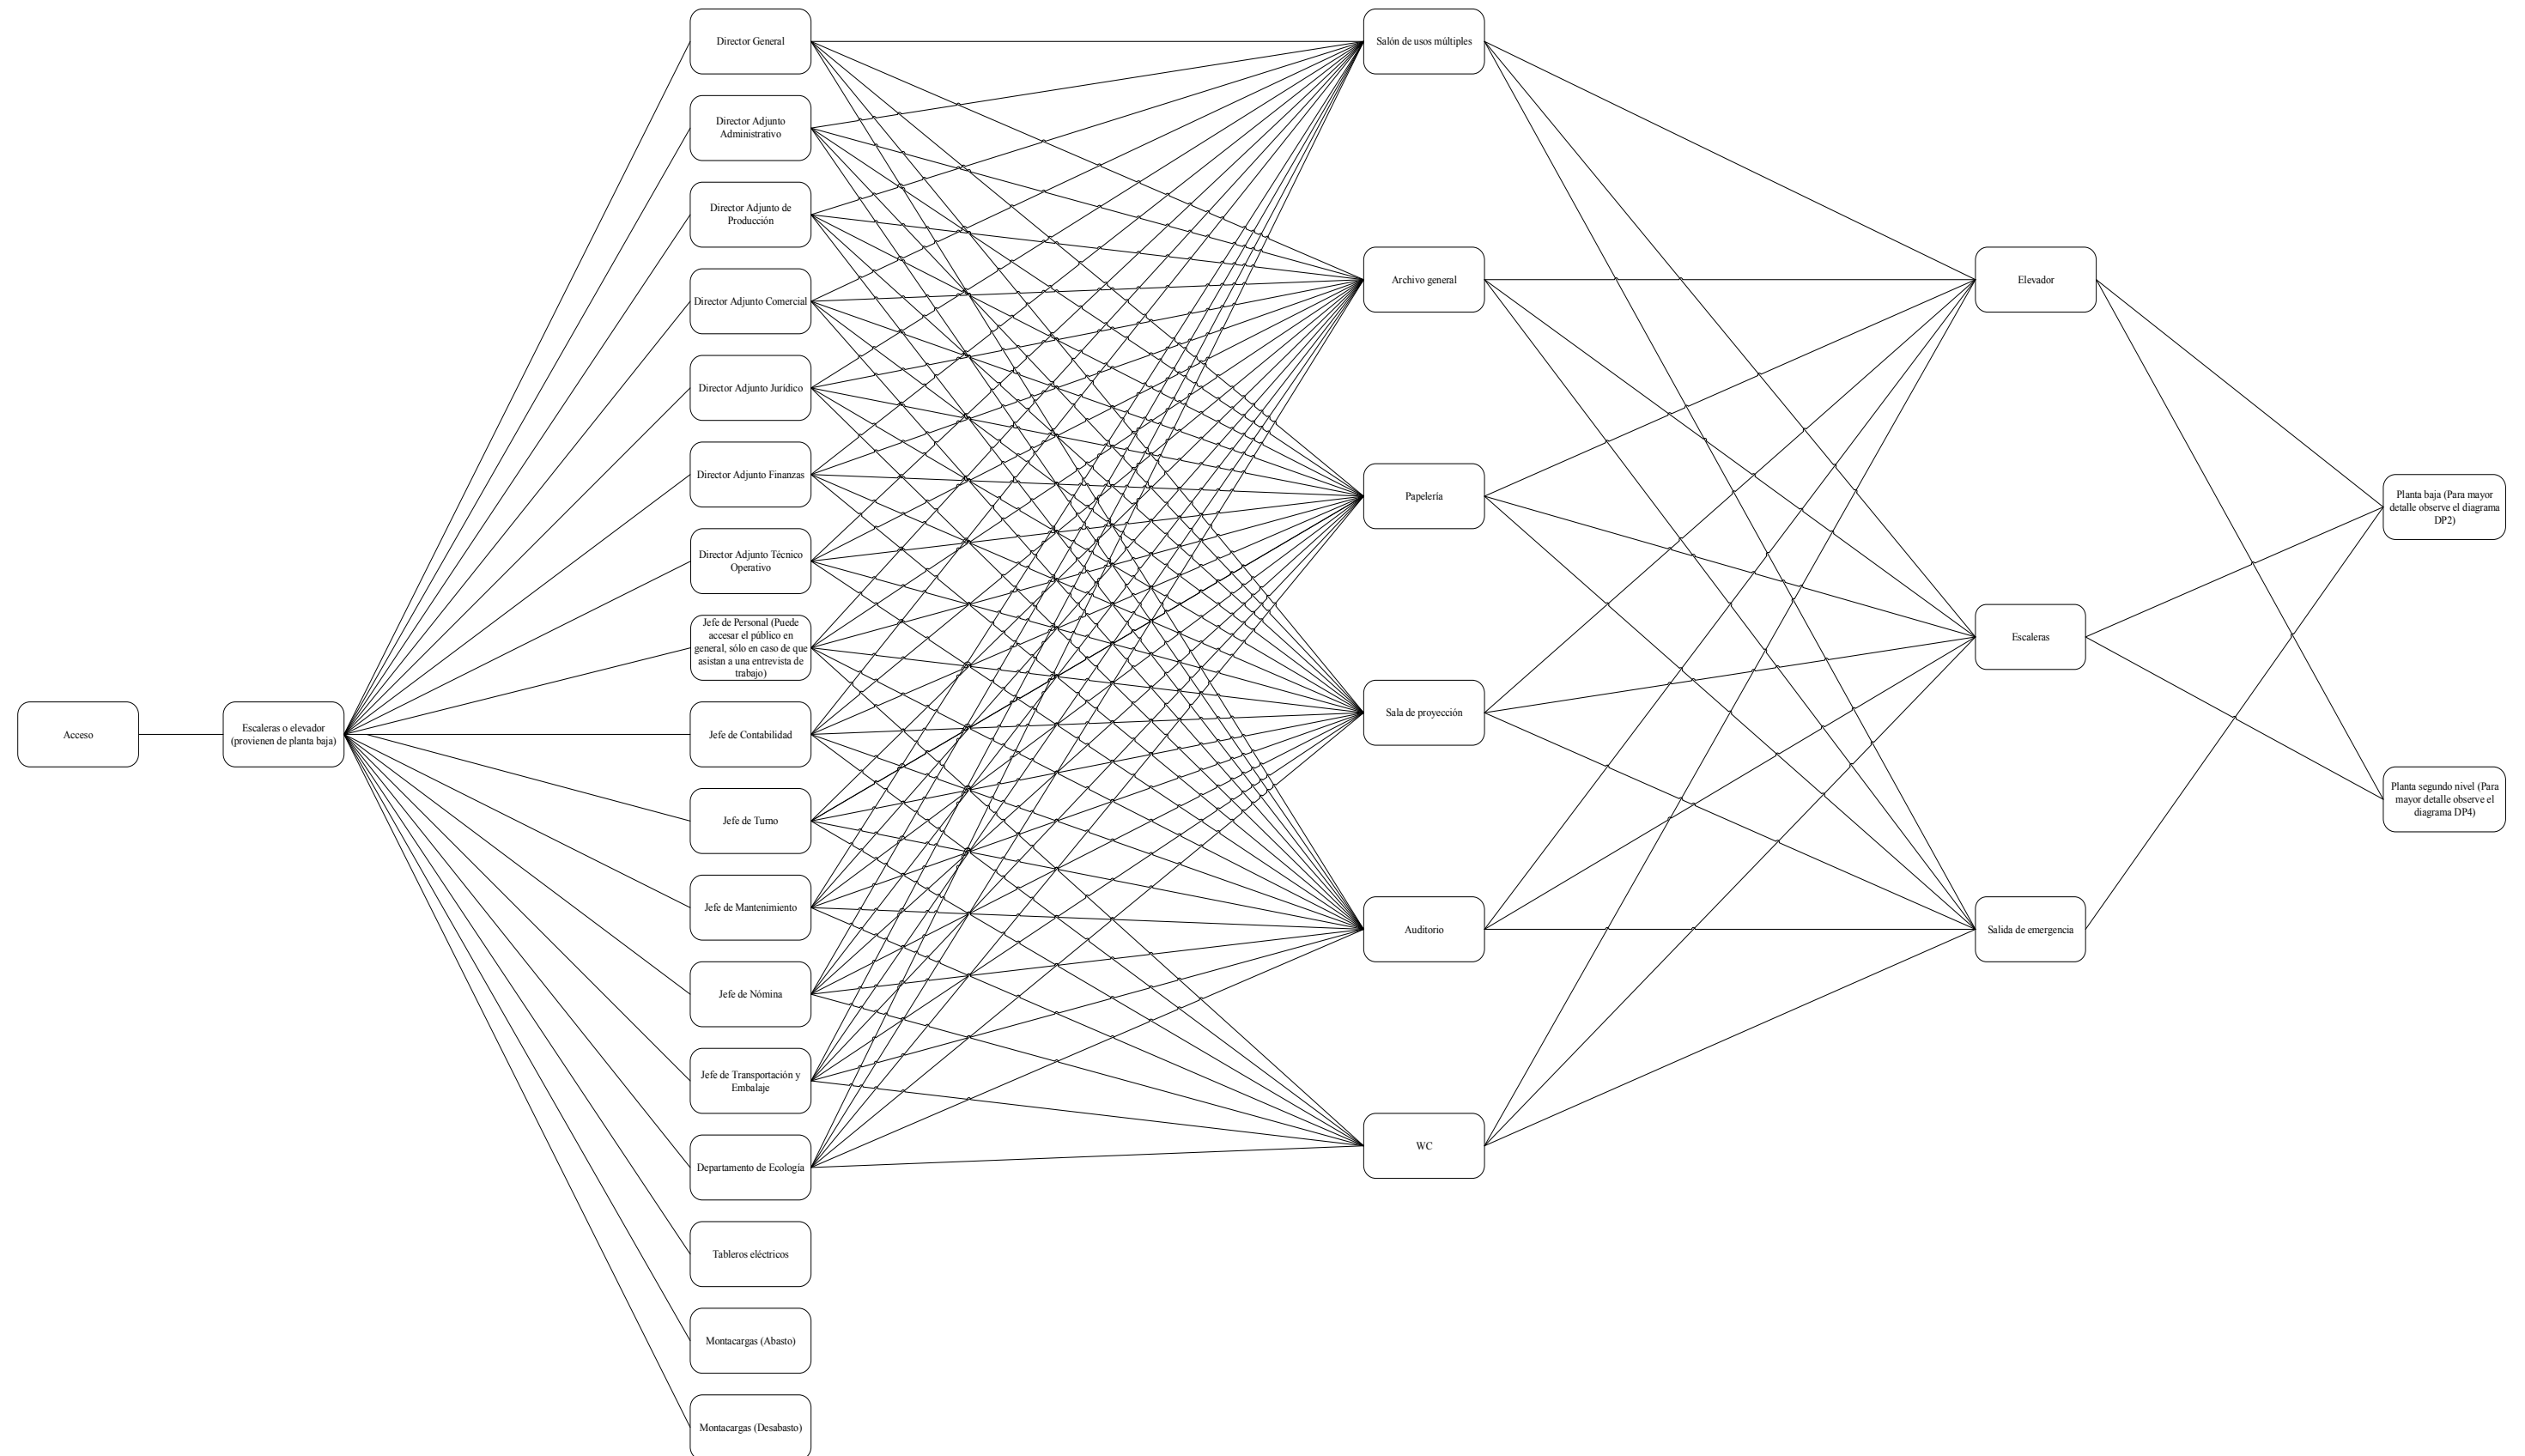 Director General
Director Adjunto
Administrativo
Director Adjunto de
Producción
Director Adjunto Comercial
Director Adjunto Jurídico
Director Adjunto Finanzas
Director Adjunto Técnico
Operativo
Jefe de Personal (Puede
accesar el público en
general, sólo en caso de que
asistan a una entrevista de
trabajo)
Acceso
Escaleras o elevador
(provienen de planta baja)
Jefe de Contabilidad
Jefe de Turno
Jefe de Mantenimiento
Jefe de Nómina
Jefe de Transportación y
Embalaje
Departamento de Ecología
Tableros eléctricos
Montacargas (Abasto)
Montacargas (Desabasto)
Salón de usos múltiples
Archivo general
Papelería
Sala de proyección
Auditorio
WC
Elevador
Escaleras
Salida de emergencia
Planta baja (Para mayor
detalle observe el diagrama
DP2)
Planta segundo nivel (Para
mayor detalle observe el
diagrama DP4)